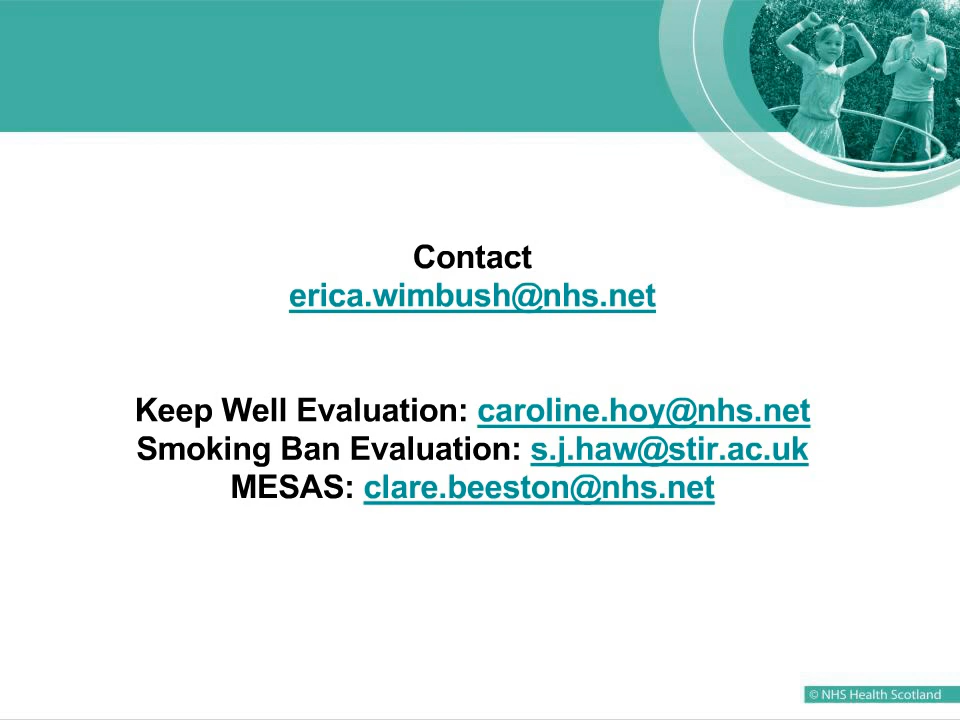 Contact
erica.wimbush@nhs.net
Keep Well Evaluation: caroline.hoy@nhs.net
Smoking Ban Evaluation: s.j.haw@stir.ac.uk
MESAS: clare.beeston@nhs.net
© NHS Health Scotland